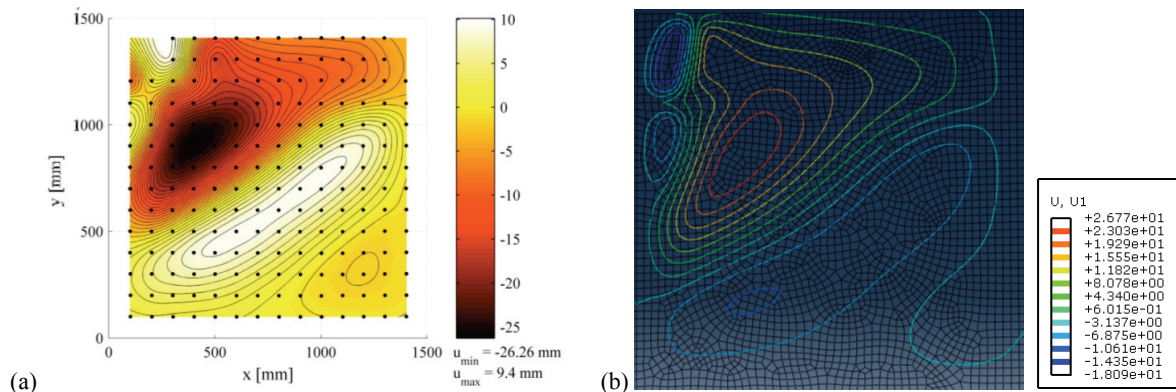 1500
1000
500
0
y [mm]
0
500
1000
1500
x [mm]
10
5
0
-5
-10
-15
-20
-25
u min = -26.26 mm
u max = 9.4 mm
(a)
(b)
U, U1
+2.677e+01
+2.303e+01
+1.929e+01
+1.555e+01
+1.182e+01
+8.078e+00
+4.340e+00
+6.015e-01
-3.137e+00
-6.875e+00
-1.061e+01
-1.435e+01
-1.809e+01